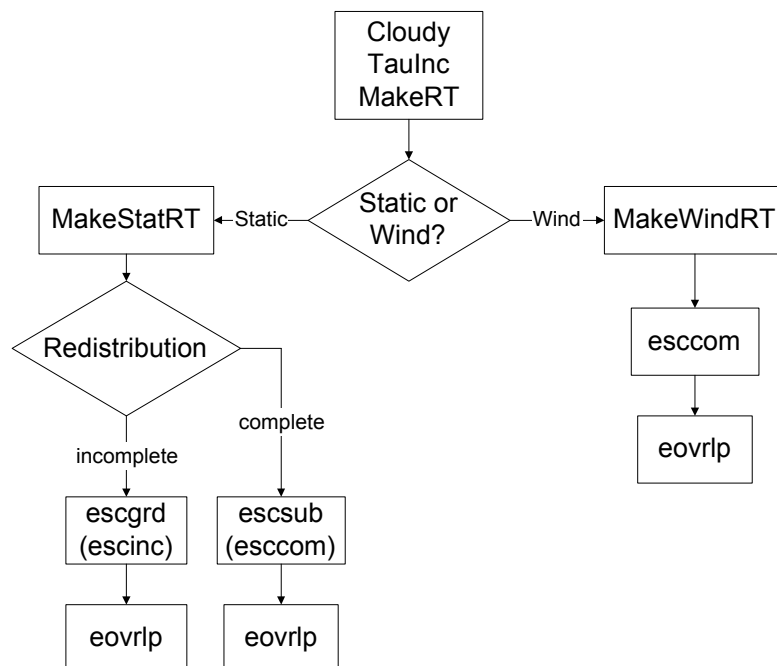 Cloudy
TauInc
MakeRT
Static or
Wind?
Static
Wind
MakeStatRT
MakeWindRT
Redistribution
esccom
complete
incomplete
eovrlp
escgrd
(escinc)
escsub
(esccom)
eovrlp
eovrlp